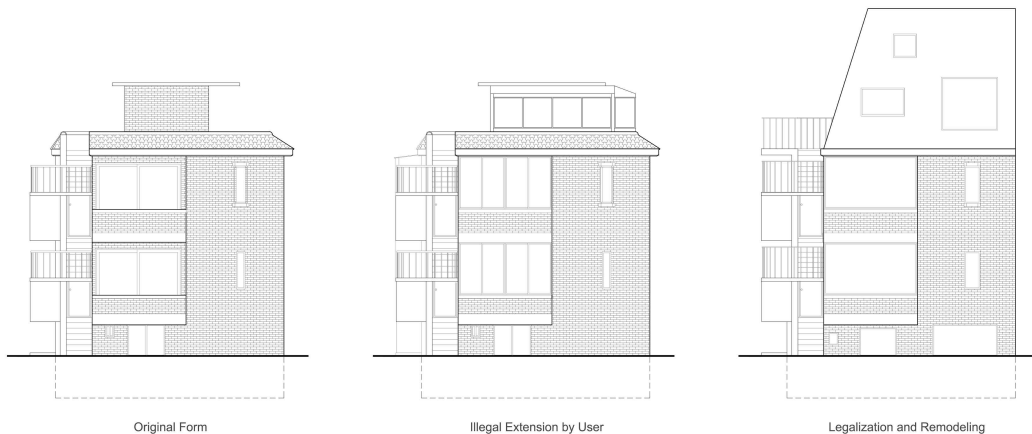 Original Form
Illegal Extension by User
Legalization and Remodeling